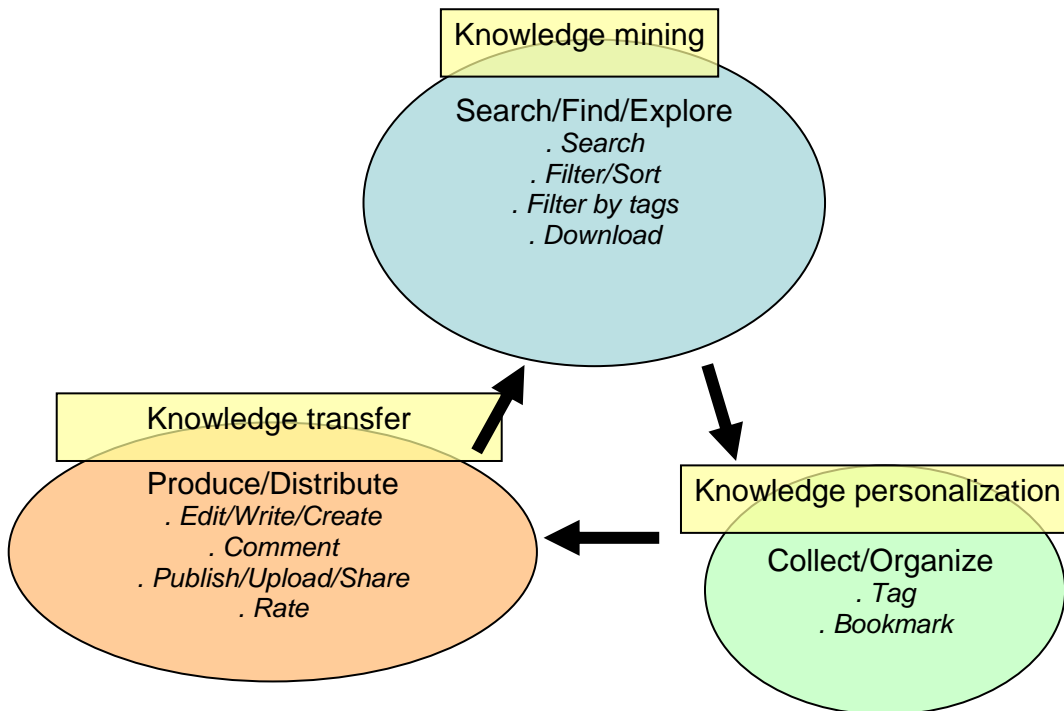 Knowledge mining
Search/Find/Explore
. Search
. Filter/Sort
. Filter by tags
. Download
Knowledge transfer
Produce/Distribute
. Edit/Write/Create
. Comment
. Publish/Upload/Share
. Rate
Knowledge personalization
Collect/Organize
. Tag
. Bookmark